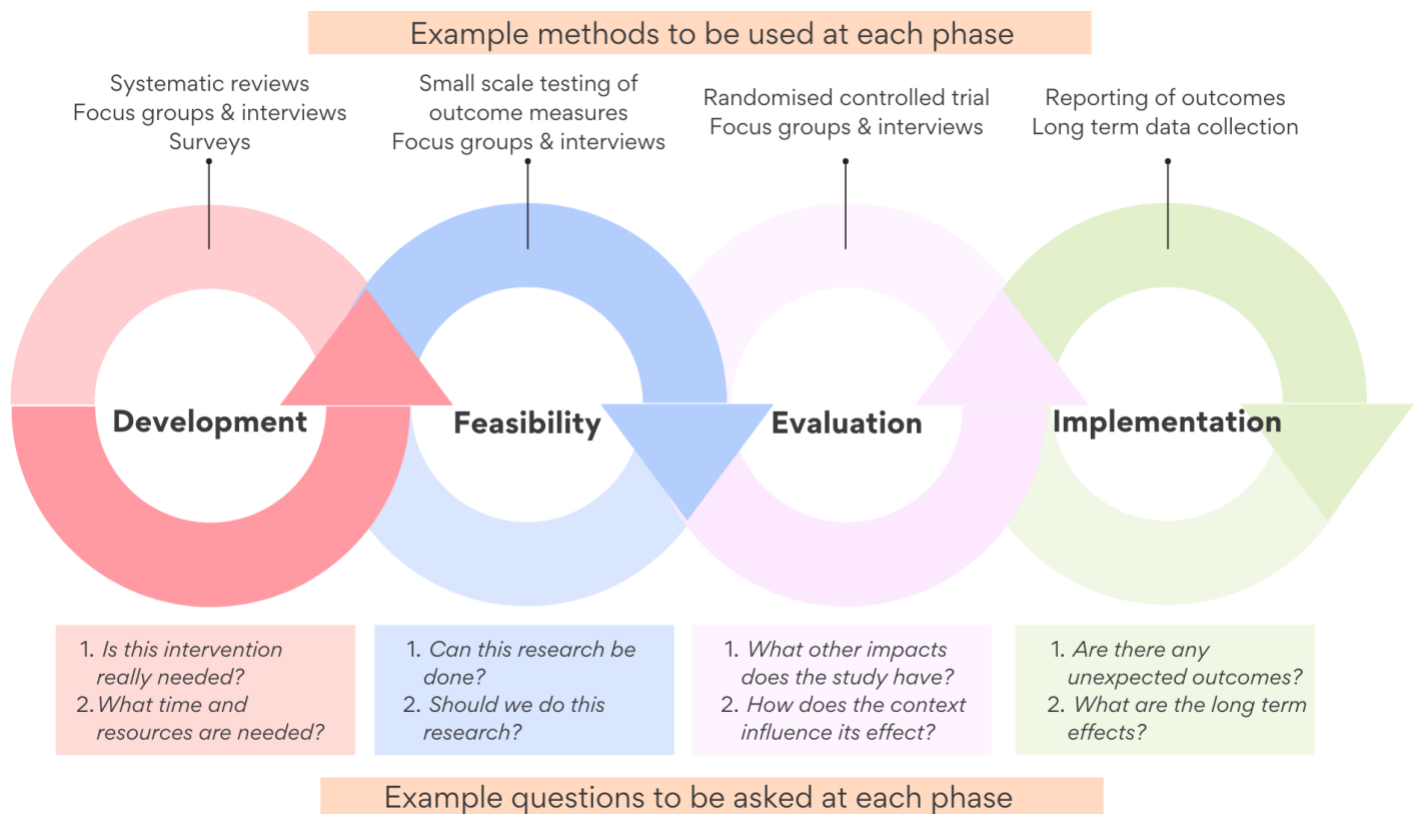 Example methods to be used at each phase
Systematic reviews
Focus groups & interviews
Surveys
Small scale testing of
outcome measures
Focus groups & interviews
Randomised controlled trial
Focus groups & interviews
Reporting of outcomes
Long term data collection
Development
Feasibility
Evaluation
Implementation
1. Is this intervention
really needed?
2. What time and
resources are needed?
1. Can this research be
done?
2. Should we do this
research?
1. What other impacts
does the study have?
2. How does the context
influence its effect?
1. Are there any
unexpected outcomes?
2. What are the long term
effects?
Example questions to be asked at each phase